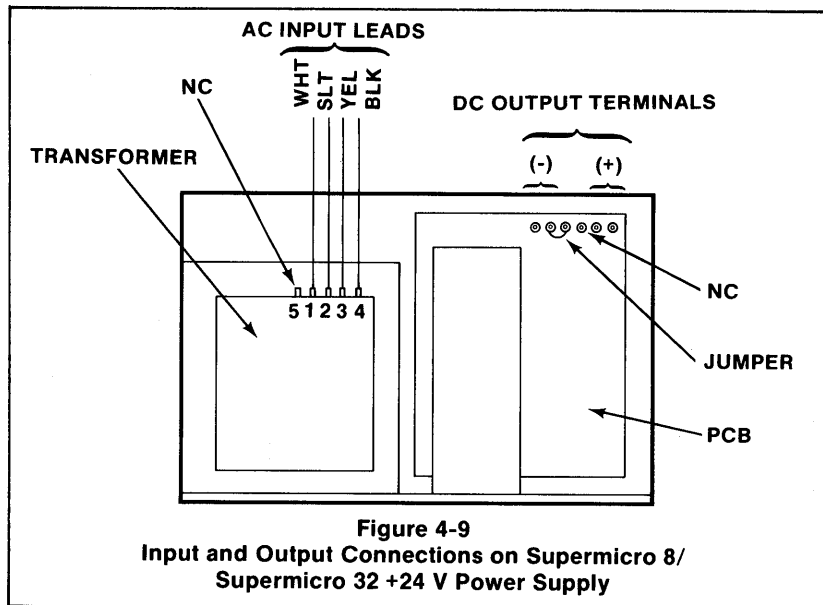 AC INPUT LEADS
NC
WHT
SLT
YEL
BLK
DC OUTPUT TERMINALS
TRANSFORMER
(-)
(+)
5 1 2 3 4
NC
JUMPER
PCB
Figure 4-9
Input and Output Connections on Supermicro 8/
Supermicro 32 +24 V Power Supply